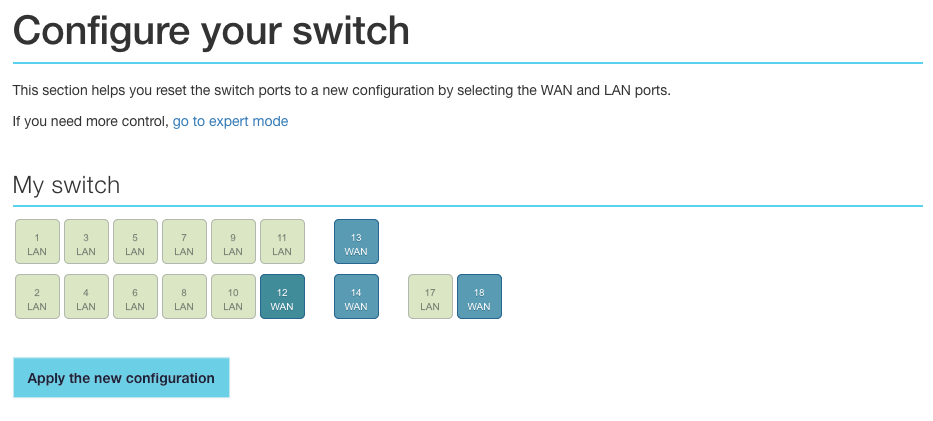 Configure your switch
This section helps you reset the switch ports to a new configuration by selecting the WAN and LAN ports.
If you need more control, go to expert mode
My switch
1 3 5 7 9 11 13
LAN LAN LAN LAN LAN LAN WAN
2 4 6 8 10 12 14 17 18
LAN LAN LAN LAN LAN WAN WAN LAN WAN
Apply the new configuration